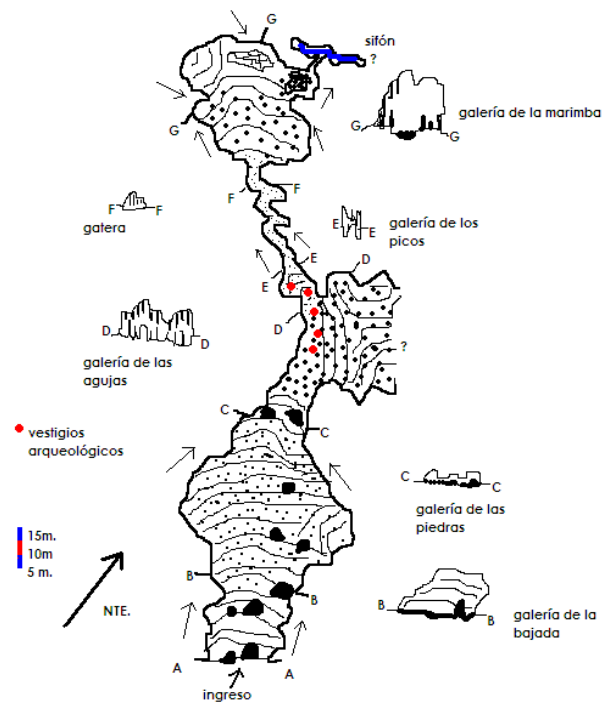 G
sifón
?
galería de la marimba
G
G
G
F
F
F
F
gatera
E
E
galería de los
picos
E
E
D
D
D
D
galería de las
agujas
?
C
C
vestigios
arqueológicos
C
C
galería de las
piedras
15m.
10m
5 m.
NTE.
B
B
B
B
galería de la
bajada
A
A
ingreso